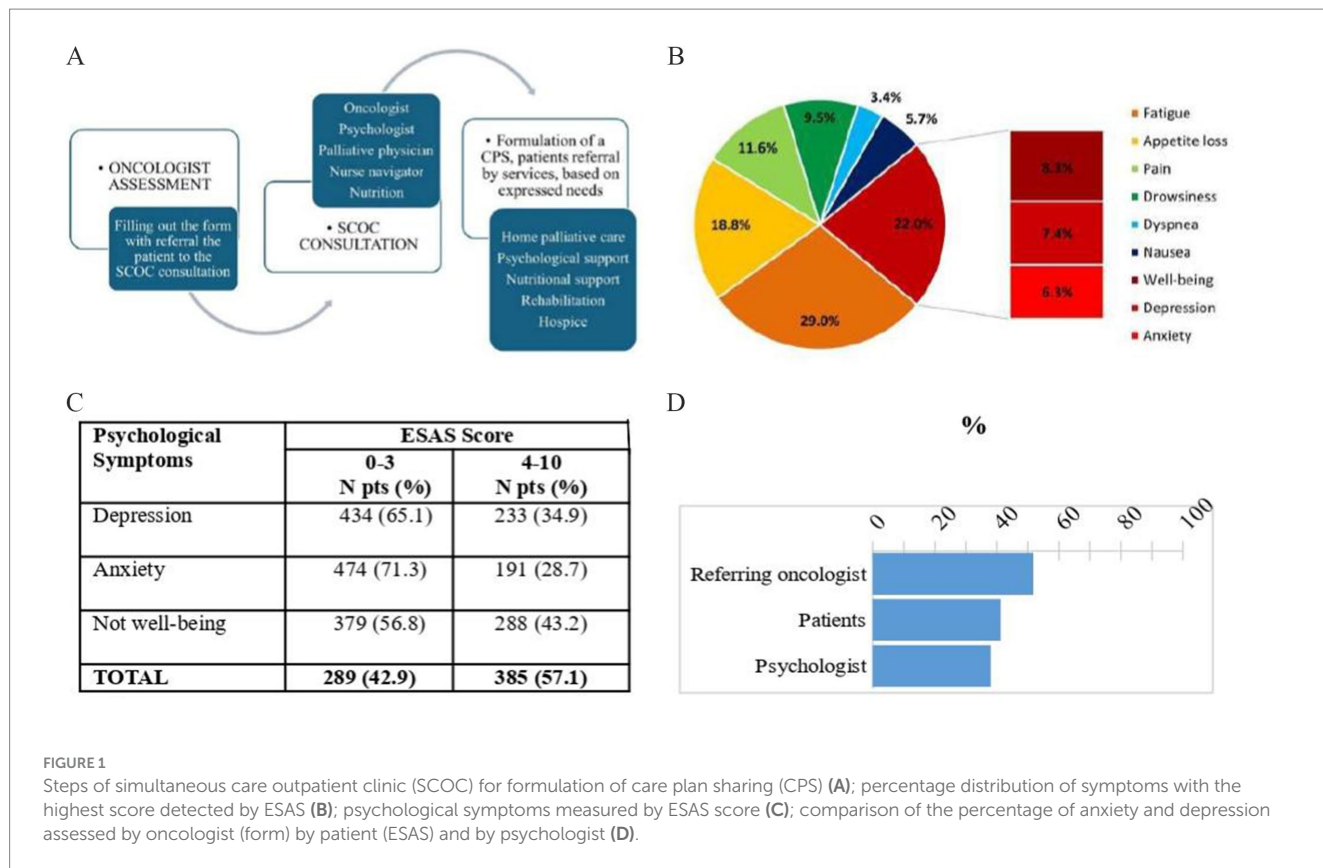 A
• ONCOLOGIST
ASSESSMENT
Filling out the form
with referral the
patient to the
SCOC consultation
Oncologist
Psychologist
Palliative physician
Nurse navigator
Nutrition
• SCOC
CONSULTATION
• Formulation of a
CPS, patients referral
by services, based on
expressed needs
Home palliative care
Psychological support
Nutritional support
Rehabilitation
Hospice
B
3.4%
9.5%
5.7%
11.6%
18.8%
22.0%
29.0%
8.3%
7.4%
6.3%
Fatigue
Appetite loss
Pain
Drowsiness
Dyspnea
Nausea
Well-being
Depression
Anxiety
C
Psychological Symptoms ESAS Score
0-3 4-10
N pts (%) N pts (%)
Depression 434 (65.1) 233 (34.9)
Anxiety 474 (71.3) 191 (28.7)
Not well-being 379 (56.8) 288 (43.2)
TOTAL 289 (42.9) 385 (57.1)
D
%
0 20 40 60 80 100
Referring oncologist
Patients
Psychologist
FIGURE 1
Steps of simultaneous care outpatient clinic (SCOC) for formulation of care plan sharing (CPS) (A); percentage distribution of symptoms with the
highest score detected by ESAS (B); psychological symptoms measured by ESAS score (C); comparison of the percentage of anxiety and depression
assessed by oncologist (form) by patient (ESAS) and by psychologist (D).